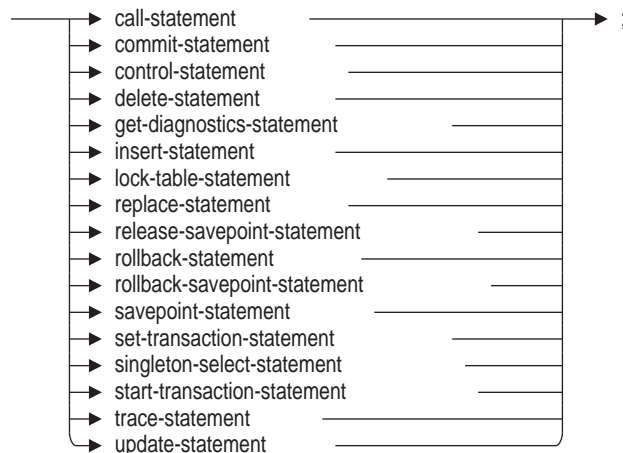 call-statement
;
commit-statement
control-statement
delete-statement
get-diagnostics-statement
insert-statement
lock-table-statement
replace-statement
release-savepoint-statement
rollback-statement
rollback-savepoint-statement
savepoint-statement
set-transaction-statement
singleton-select-statement
start-transaction-statement
trace-statement
update-statement